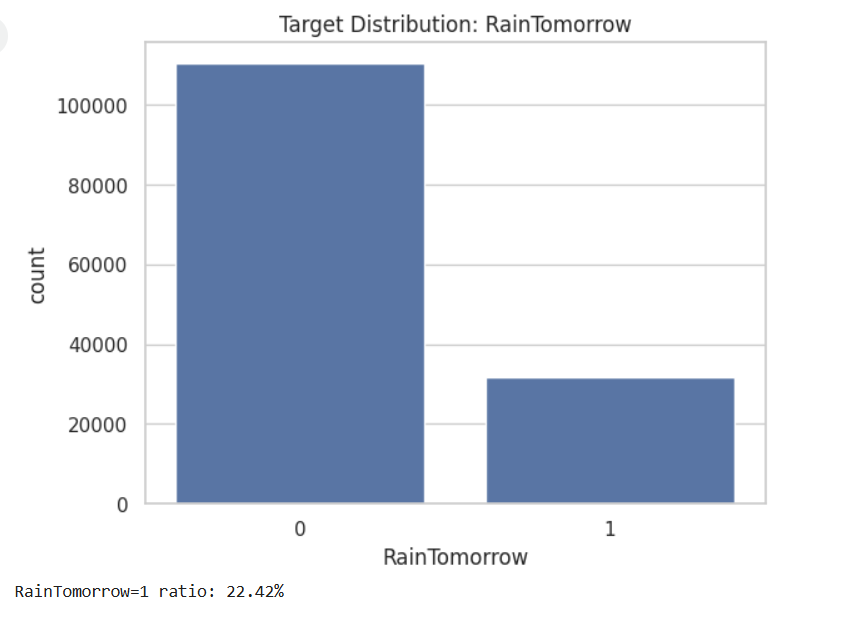 Target Distribution: RainTomorrow
100000
80000
60000
40000
20000
0
count
0 1
RainTomorrow
RainTomorrow=1 ratio: 22.42%